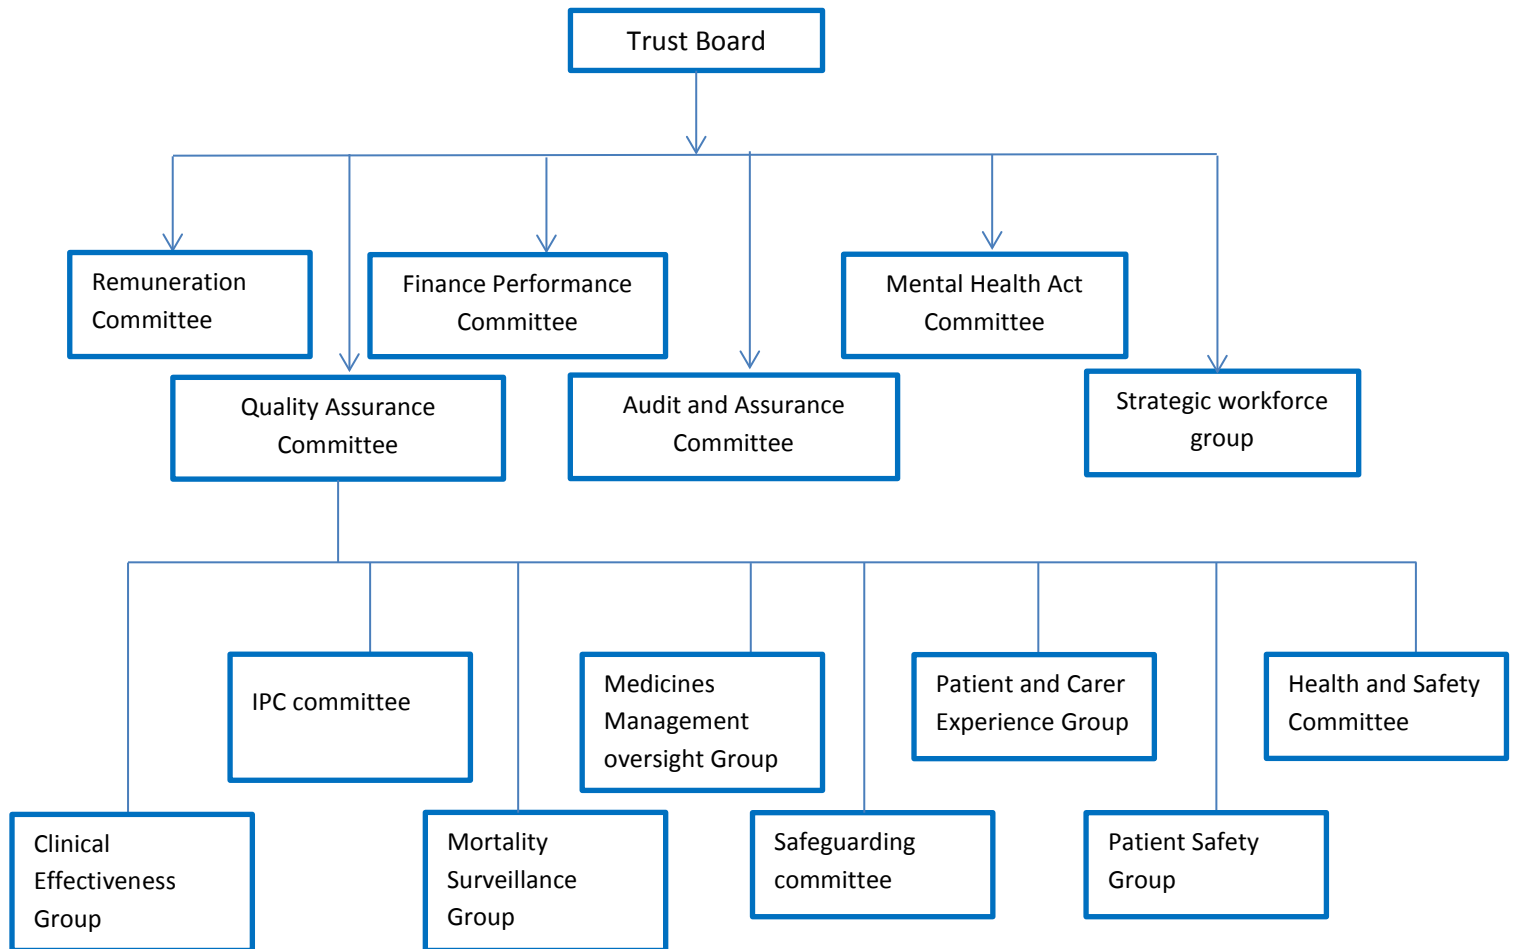 Trust Board
Remuneration
Committee
Finance Performance
Committee
Mental Health Act
Committee
Quality Assurance
Committee
Audit and Assurance
Committee
Strategic workforce
group
IPC committee
Medicines
Management
oversight Group
Patient and Carer
Experience Group
Health and Safety
Committee
Clinical
Effectiveness
Group
Mortality
Surveillance
Group
Safeguarding
committee
Patient Safety
Group